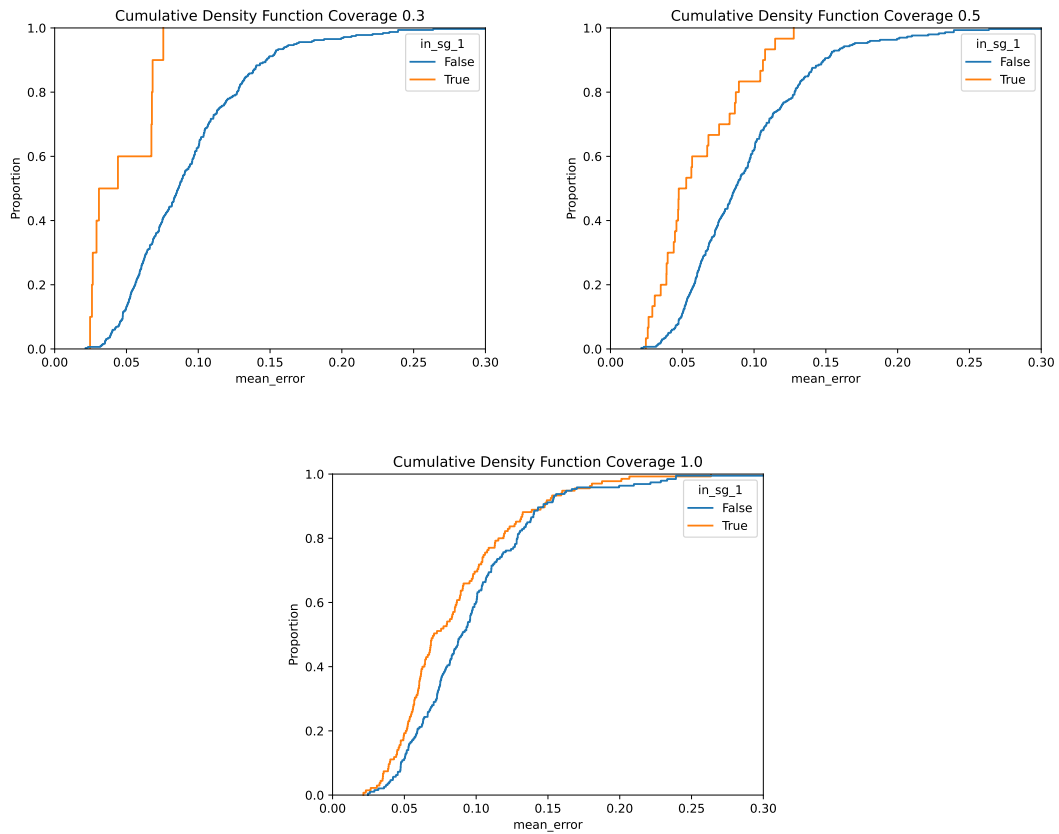 Cumulative Density Function Coverage 0.3
1.0
0.8
0.6
0.4
0.2
0.0
Proportion
in_sg_1
False
True
0.00 0.05 0.10 0.15 0.20 0.25 0.30
mean_error
Cumulative Density Function Coverage 0.5
1.0
0.8
0.6
0.4
0.2
0.0
Proportion
in_sg_1
False
True
0.00 0.05 0.10 0.15 0.20 0.25 0.30
mean_error
Cumulative Density Function Coverage 1.0
1.0
0.8
0.6
0.4
0.2
0.0
Proportion
in_sg_1
False
True
0.00 0.05 0.10 0.15 0.20 0.25 0.30
mean_error